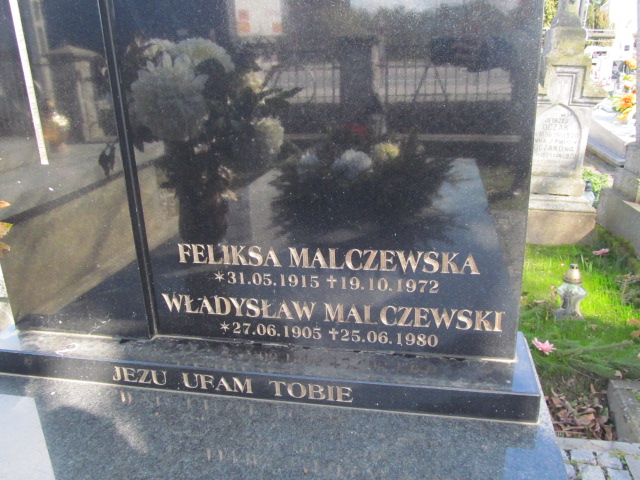 FELIKSA MALCZEWSKA
*31.05.1915 ✝19.10.1972
WŁADYSŁAW MALCZEWSKI
*27.06.1905 ✝25.06.1980
JEZU UFAM TOBIE